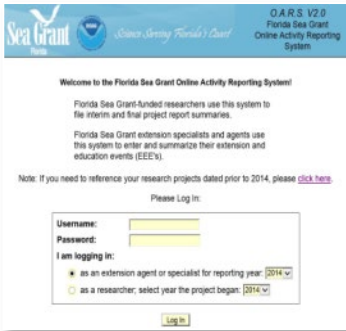 Sea Grant
Florida
Science Serving Florida's Coast
O.A.R.S. V2.0
Florida Sea Grant
Online Activity Reporting
System
Welcome to the Florida Sea Grant Online Activity Reporting System!
Florida Sea Grant-funded researchers use this system to
file interim and final project report summaries.
Florida Sea Grant extension specialists and agents use
this system to enter and summarize their extension and
education events (EEE's).
Note: If you need to reference your research projects dated prior to 2014, please click here.
Please Log In:
Username:
Password:
I am logging in:
as an extension agent or specialist for reporting year: 2014
as a researcher; select year the project began: 2014
Log In